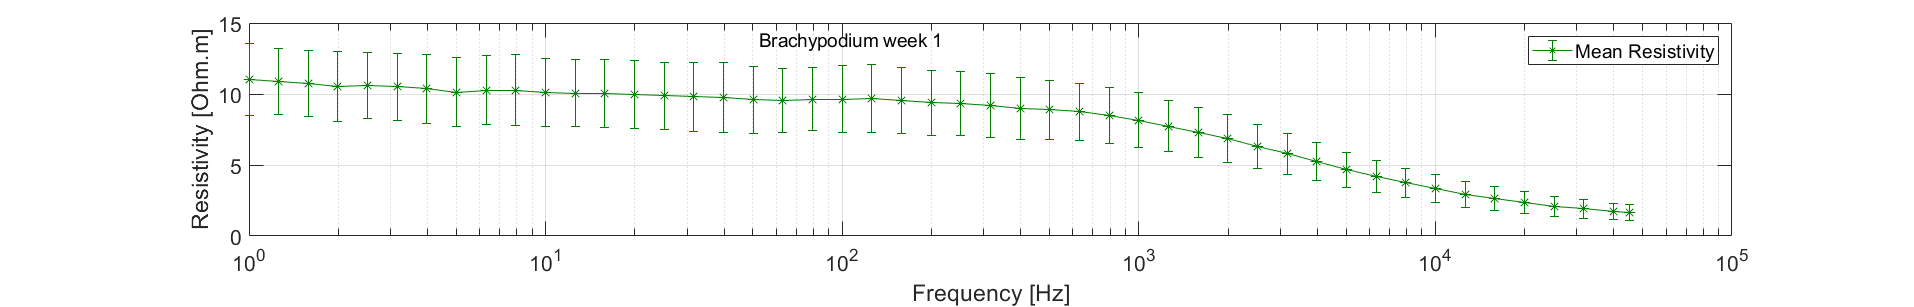 15
10
5
0
Resistivity [Ohm.m]
Brachypodium week 1
Mean Resistivity
10^0 10^1 10^2 10^3 10^4 10^5
Frequency [Hz]